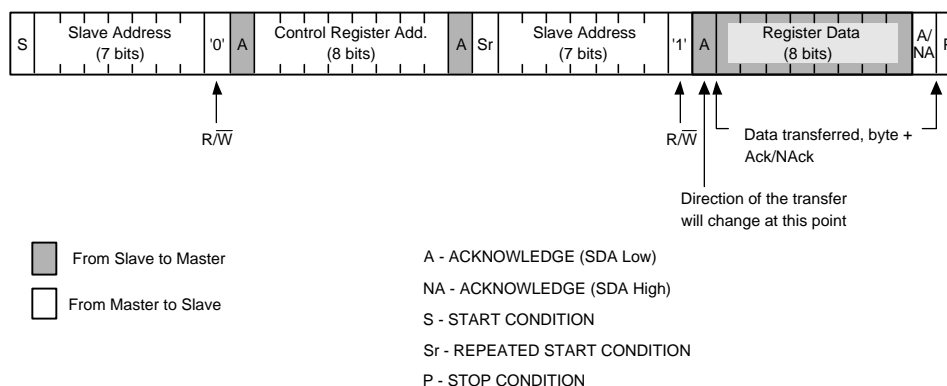 S Slave Address (7 bits) '0' A Control Register Add. (8 bits) A Sr Slave Address (7 bits) '1' A Register Data (8 bits) A/ NA P
R/W̅ R/W̅
Data transferred, byte +
Ack/NAck
Direction of the transfer
will change at this point
From Slave to Master
From Master to Slave
A - ACKNOWLEDGE (SDA Low)
NA - ACKNOWLEDGE (SDA High)
S - START CONDITION
Sr - REPEATED START CONDITION
P - STOP CONDITION